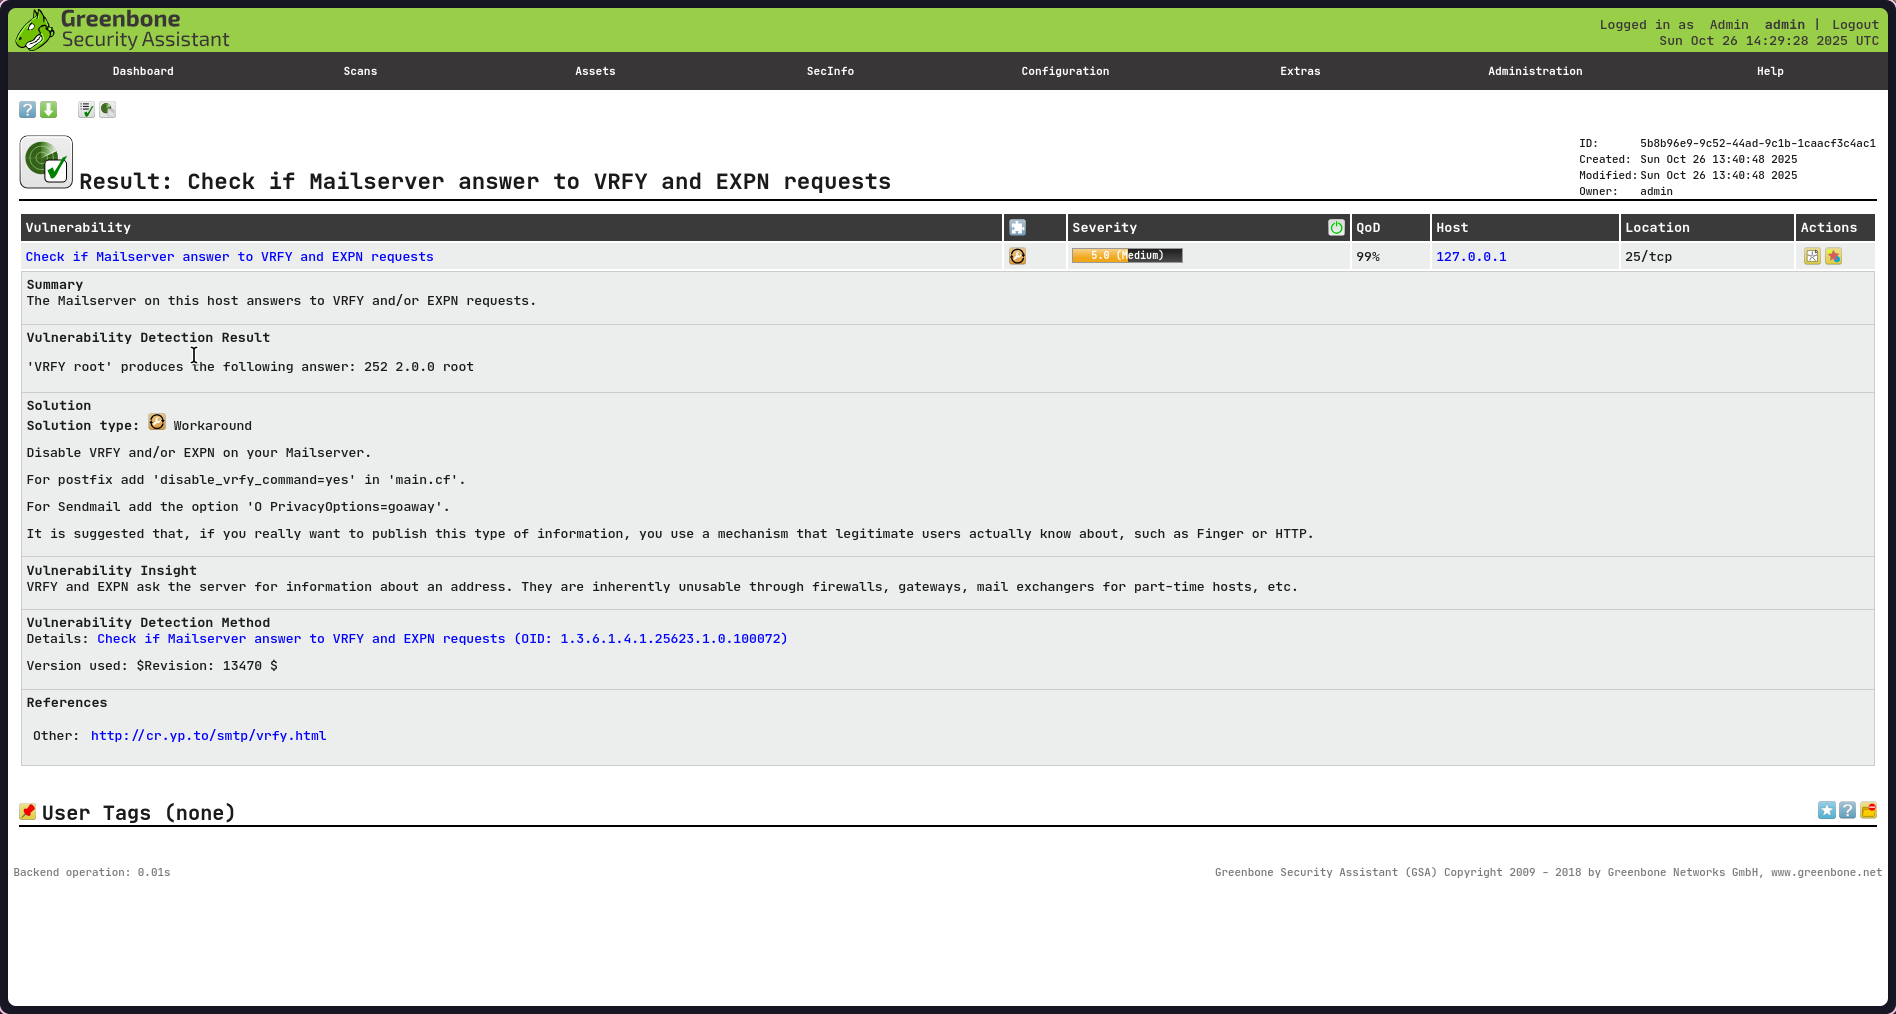 Greenbone
Security Assistant
Logged in as Admin admin | Logout
Sun Oct 26 14:29:28 2025 UTC
Dashboard Scans Assets SecInfo Configuration Extras Administration Help
Result: Check if Mailserver answer to VRFY and EXPN requests
ID: 5b8b96e9-9c52-44ad-9c1b-1caacf3c4ac1
Created: Sun Oct 26 13:40:48 2025
Modified: Sun Oct 26 13:40:48 2025
Owner: admin
Vulnerability Severity QoD Host Location Actions
Check if Mailserver answer to VRFY and EXPN requests 5.0 (Medium) 99% 127.0.0.1 25/tcp
Summary
The Mailserver on this host answers to VRFY and/or EXPN requests.
Vulnerability Detection Result
'VRFY root' produces the following answer: 252 2.0.0 root
Solution
Solution type: Workaround
Disable VRFY and/or EXPN on your Mailserver.
For postfix add 'disable_vrfy_command=yes' in 'main.cf'.
For Sendmail add the option 'O PrivacyOptions=goaway'.
It is suggested that, if you really want to publish this type of information, you use a mechanism that legitimate users actually know about, such as Finger or HTTP.
Vulnerability Insight
VRFY and EXPN ask the server for information about an address. They are inherently unusable through firewalls, gateways, mail exchangers for part-time hosts, etc.
Vulnerability Detection Method
Details: Check if Mailserver answer to VRFY and EXPN requests (OID: 1.3.6.1.4.1.25623.1.0.100072)
Version used: $Revision: 13470 $
References
Other: http://cr.yp.to/smtp/vrfy.html
User Tags (none)
Backend operation: 0.01s
Greenbone Security Assistant (GSA) Copyright 2009 - 2018 by Greenbone Networks GmbH, www.greenbone.net